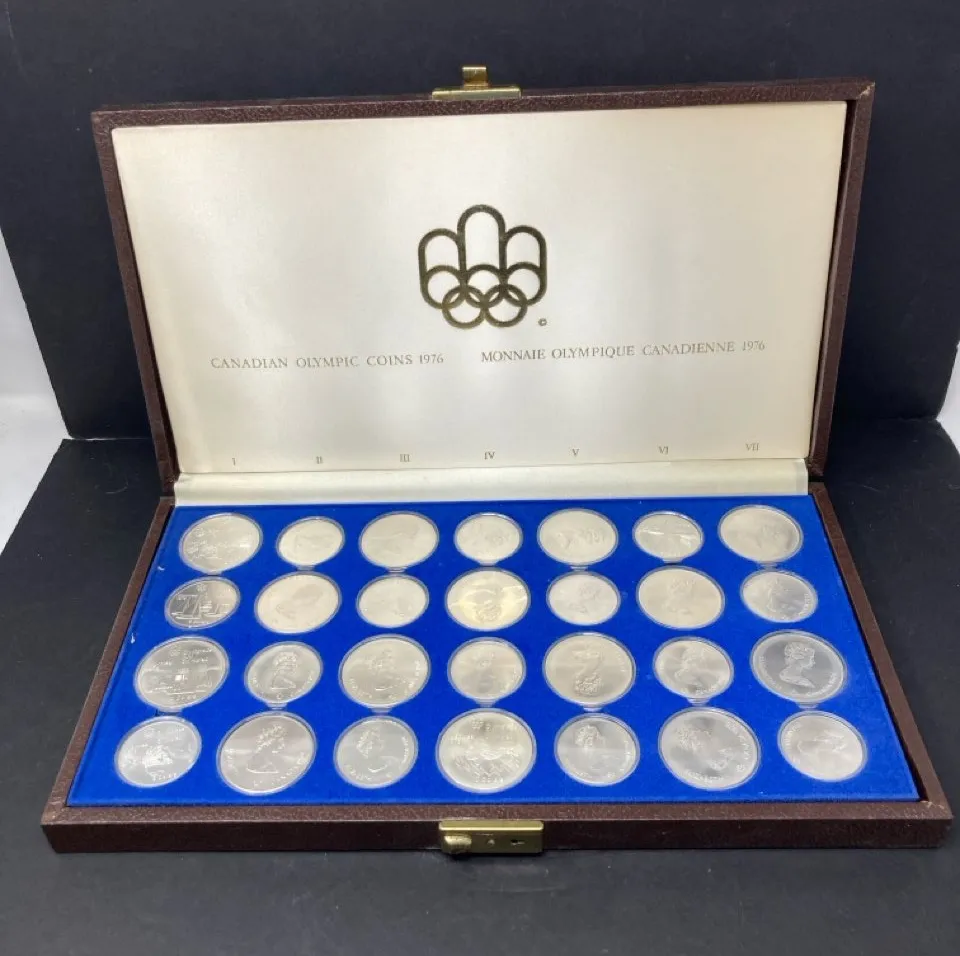 ©
CANADIAN OLYMPIC COINS 1976 MONNAIE OLYMPIQUE CANADIENNE 1976
I II III IV V VI VII